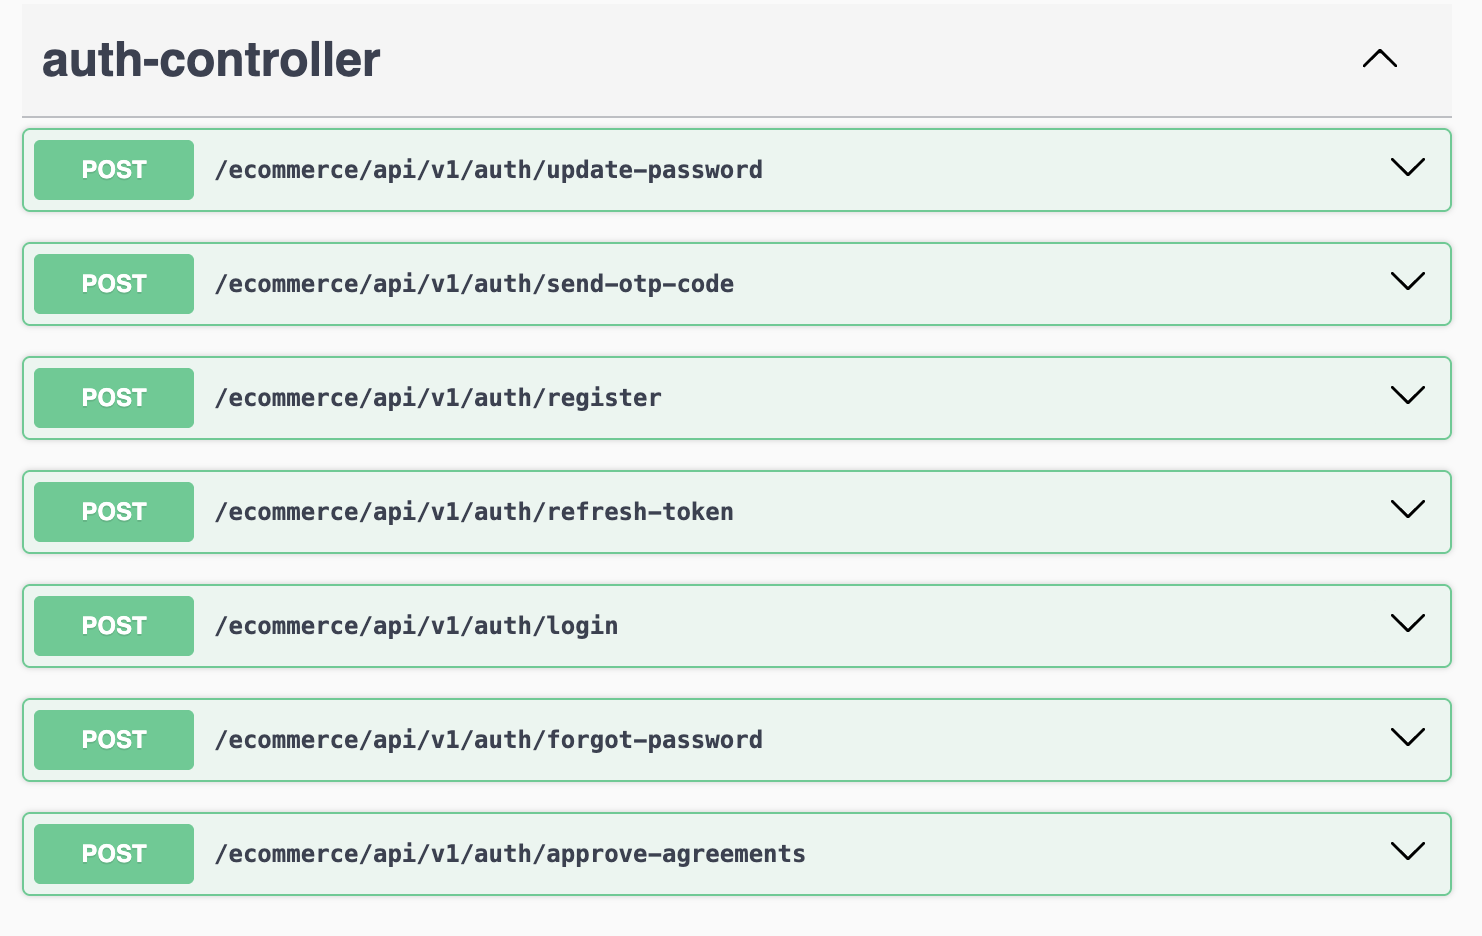 auth-controller
POST /ecommerce/api/v1/auth/update-password
POST /ecommerce/api/v1/auth/send-otp-code
POST /ecommerce/api/v1/auth/register
POST /ecommerce/api/v1/auth/refresh-token
POST /ecommerce/api/v1/auth/login
POST /ecommerce/api/v1/auth/forgot-password
POST /ecommerce/api/v1/auth/approve-agreements